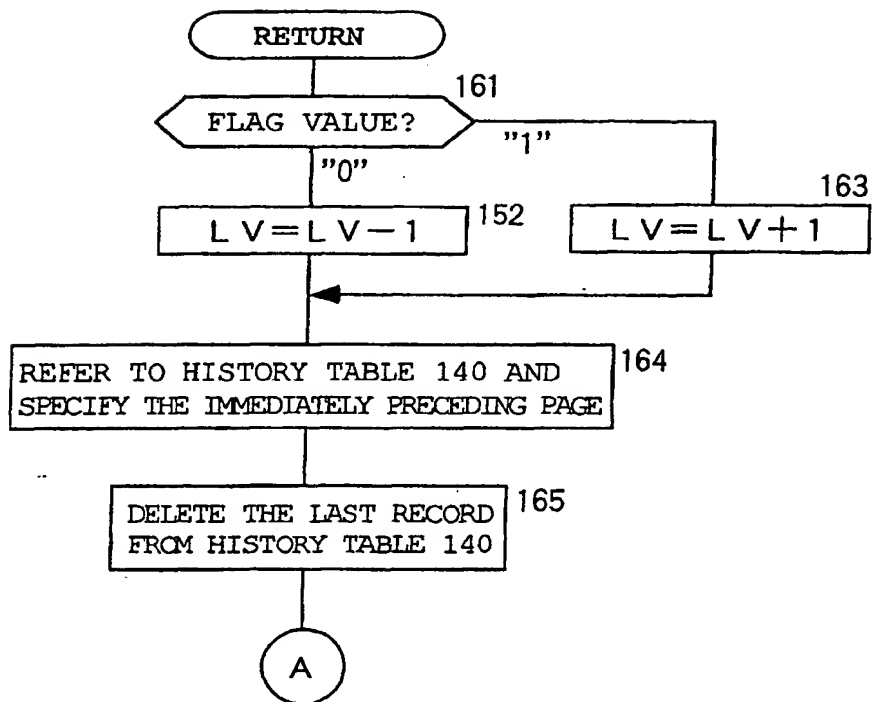 RETURN
161
FLAG VALUE?
"1"
"0"
163
LV=LV-1
152
LV=LV+1
REFER TO HISTORY TABLE 140 AND
SPECIFY THE IMMEDIATELY PRECEDING PAGE
164
DELETE THE LAST RECORD
FROM HISTORY TABLE 140
165
A